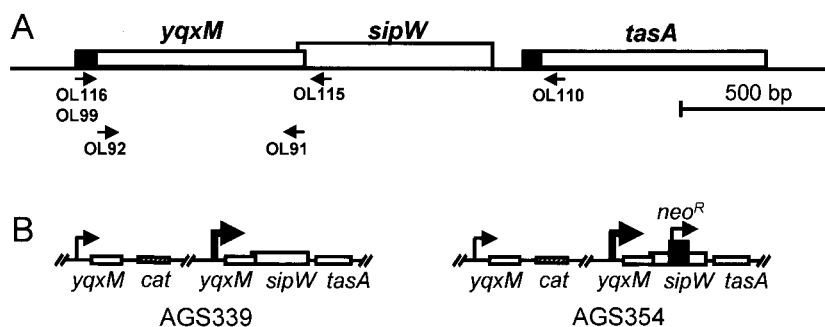 A
yqxM sipW tasA
OL116 OL115 OL110 500 bp
OL99
OL92 OL91
B
neoR
yqxM cat yqxM sipW tasA yqxM cat yqxM sipW tasA
AGS339 AGS354